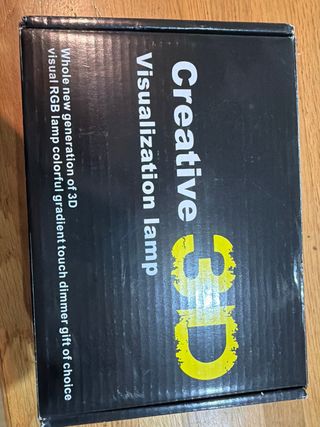 Creative 3D
Visualization lamp
Whole new generation of 3D
visual RGB lamp colorful gradient touch dimmer gift of choice